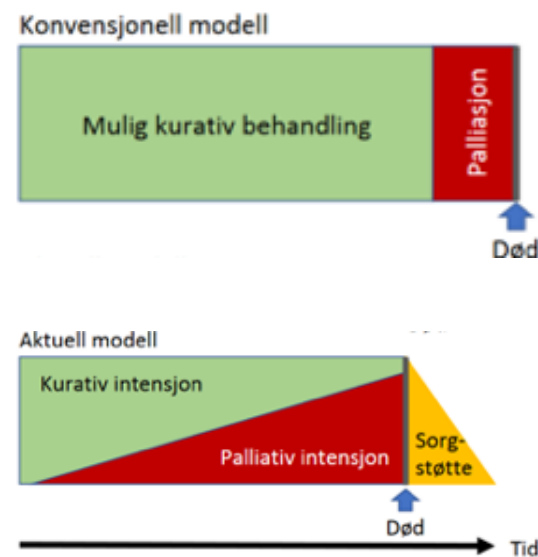 Konvensjonell modell
Mulig kurativ behandling
Palliasjon
Død
Aktuell modell
Kurativ intensjon
Palliativ intensjon
Sorg-
støtte
Død
Tid